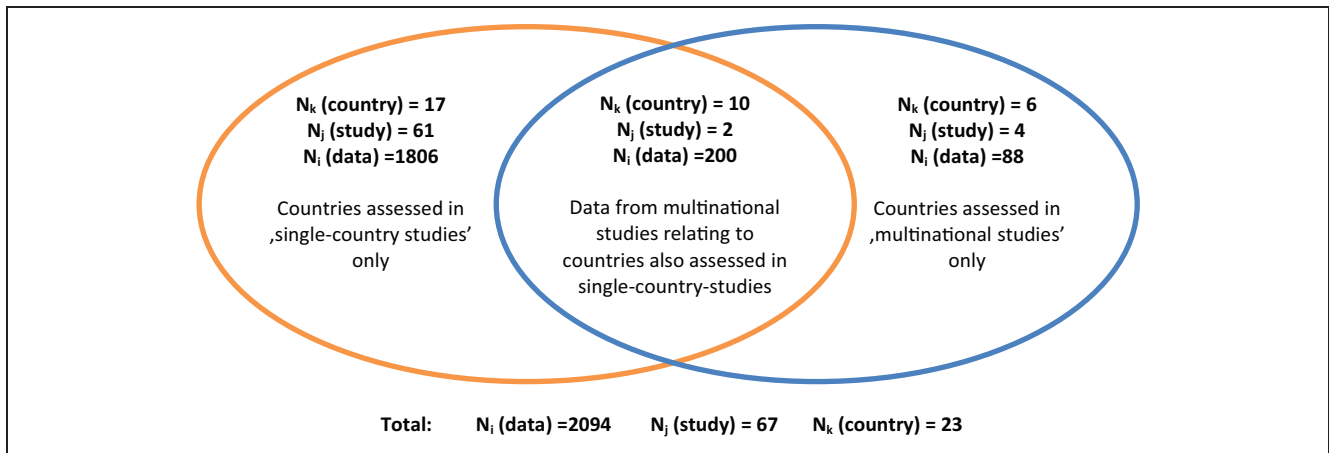 Nk (country) = 17
Nj (study) = 61
Ni (data) =1806
Countries assessed in
‚single-country studies’
only
Nk (country) = 10
Nj (study) = 2
Ni (data) =200
Data from multinational
studies relating to
countries also assessed in
single-country-studies
Nk (country) = 6
Nj (study) = 4
Ni (data) =88
Countries assessed in
‚multinational studies’
only
Total: Ni (data) =2094 Nj (study) = 67 Nk (country) = 23